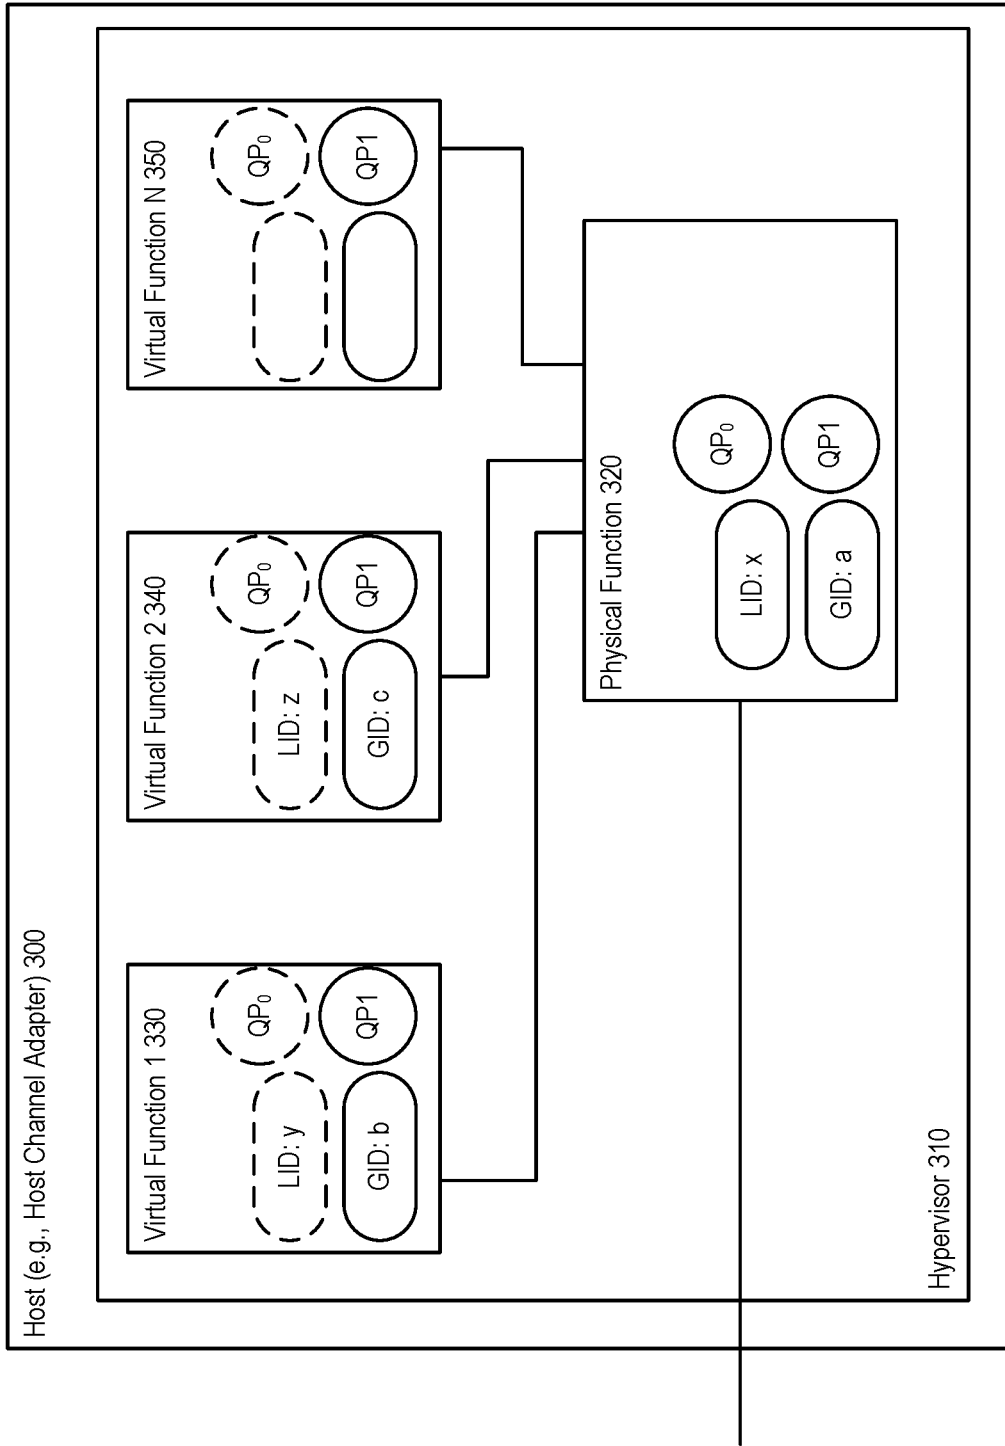 Host (e.g., Host Channel Adapter) 300
Virtual Function 1 330
LID: y
QP0
GID: b
QP1
Virtual Function 2 340
LID: z
QP0
GID: c
QP1
Virtual Function N 350
QP0
QP1
Physical Function 320
LID: x
QP0
GID: a
QP1
Hypervisor 310